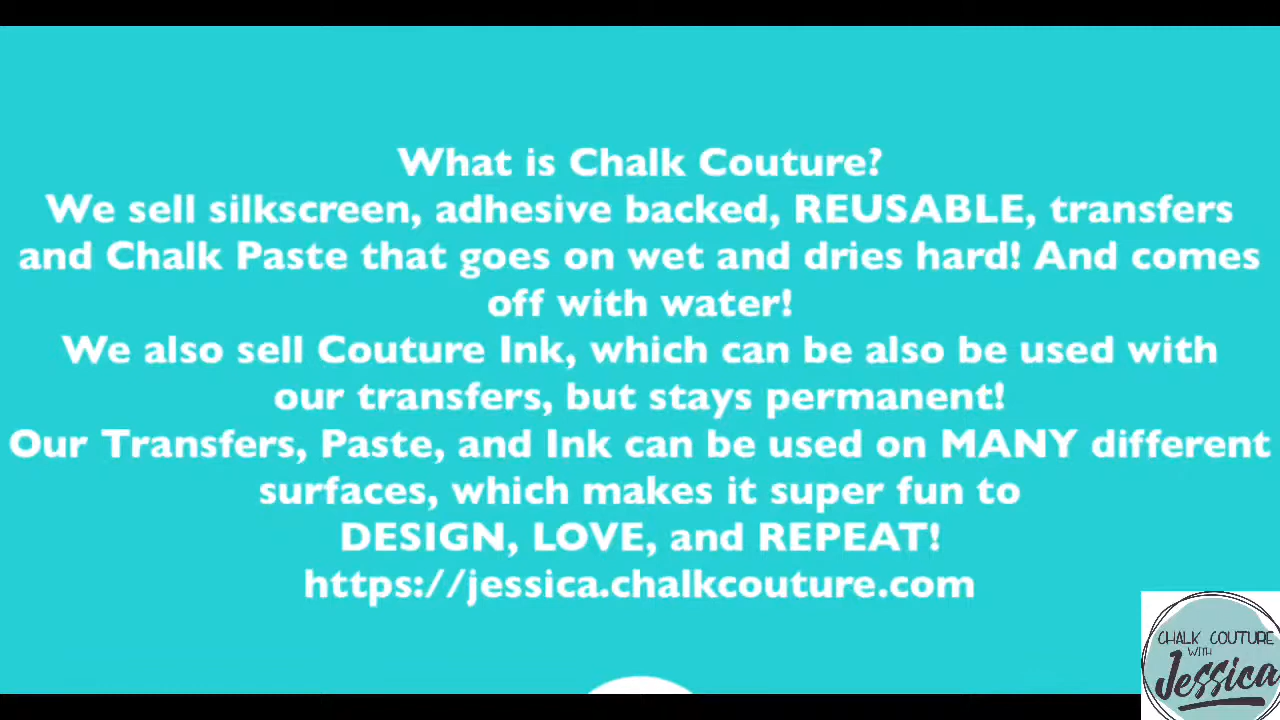 What is Chalk Couture?
We sell silkscreen, adhesive backed, REUSABLE, transfers
and Chalk Paste that goes on wet and dries hard! And comes
off with water!
We also sell Couture Ink, which can be also be used with
our transfers, but stays permanent!
Our Transfers, Paste, and Ink can be used on MANY different
surfaces, which makes it super fun to
DESIGN, LOVE, and REPEAT!
https://jessica.chalkcouture.com
CHALK COUTURE
WITH
Jessica